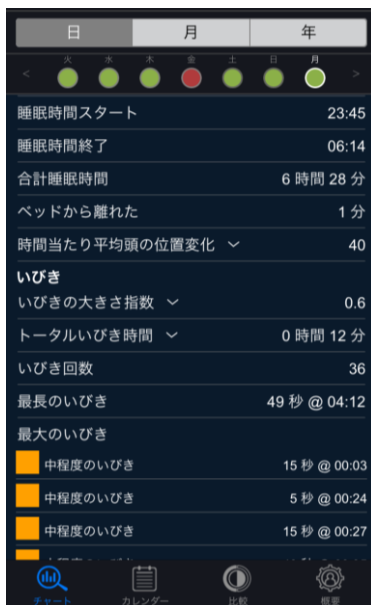 日 月 年
火 水 木 金 土 日 月
< >
睡眠時間スタート 23:45
睡眠時間終了 06:14
合計睡眠時間 6 時間 28 分
ベッドから離れた 1 分
時間当たり平均頭の位置変化 40
いびき
いびきの大きさ指数 0.6
トータルいびき時間 0 時間 12 分
いびき回数 36
最長のいびき 49 秒 @ 04:12
最大のいびき
中程度のいびき 15 秒 @ 00:03
中程度のいびき 5 秒 @ 00:24
中程度のいびき 15 秒 @ 00:27
チャート カレンダー 比較 概要